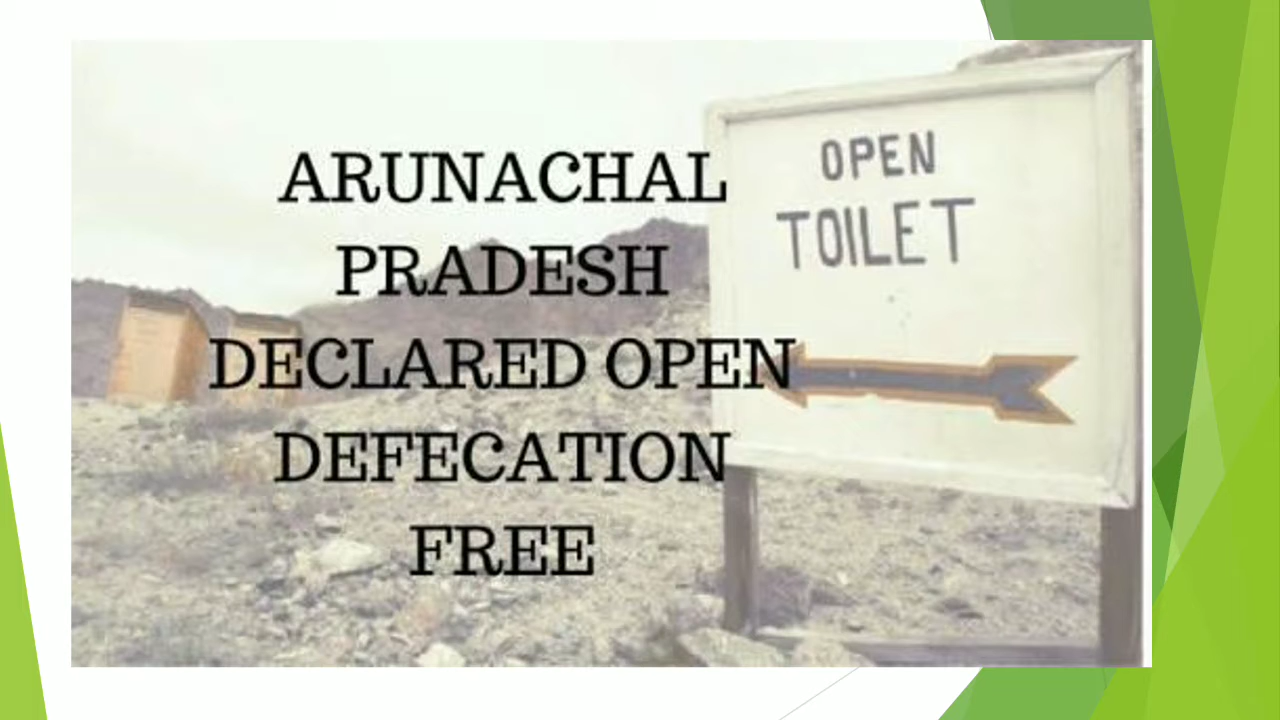 ARUNACHAL
PRADESH
DECLARED OPEN
DEFECATION
FREE
OPEN
TOILET